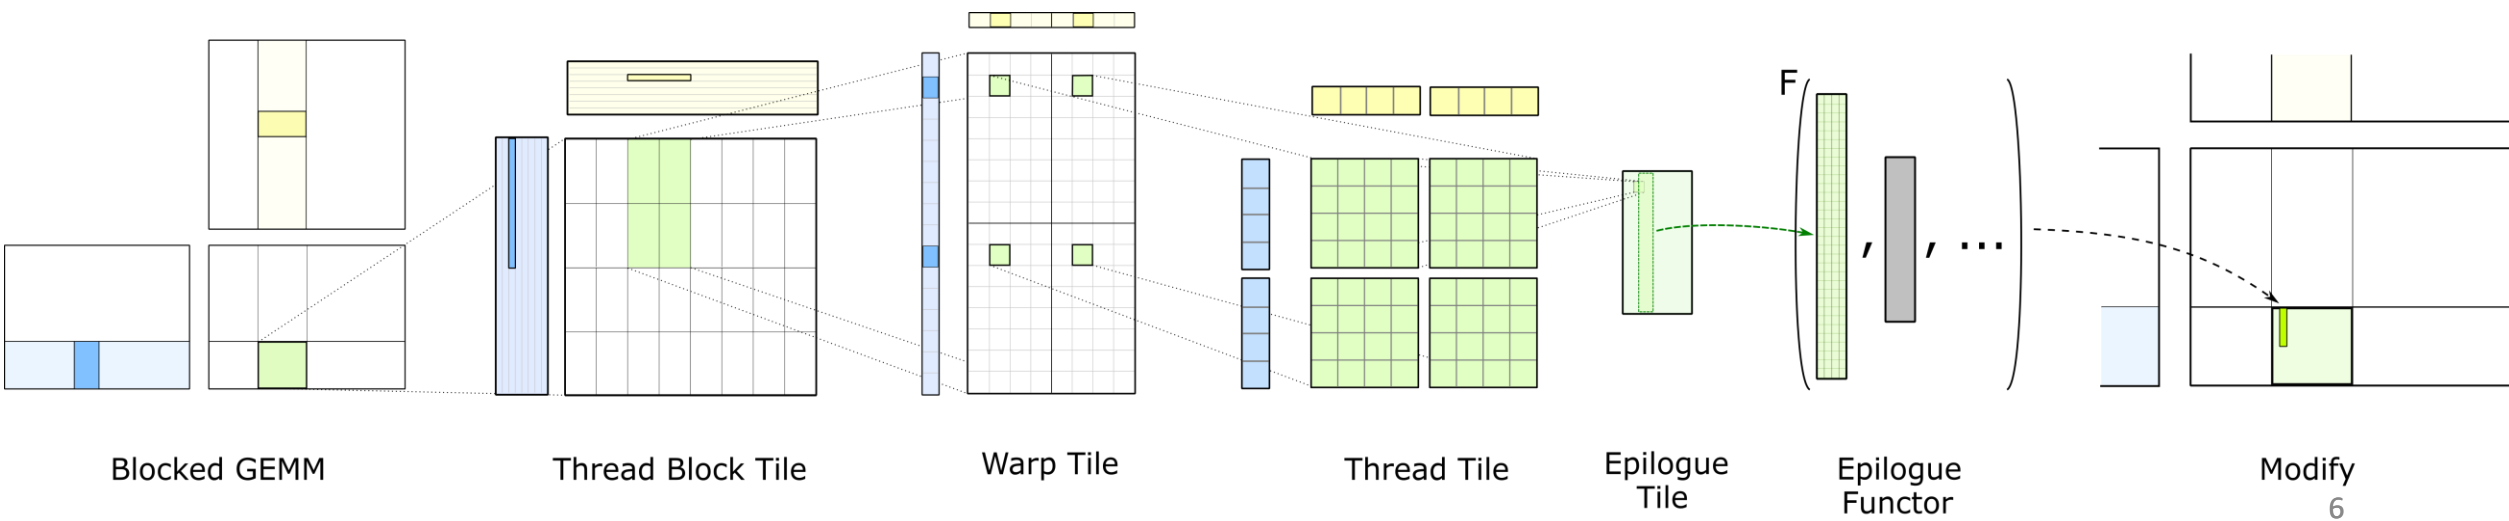 F
, , ...
Blocked GEMM
Thread Block Tile
Warp Tile
Thread Tile
Epilogue
Tile
Epilogue
Functor
Modify
6